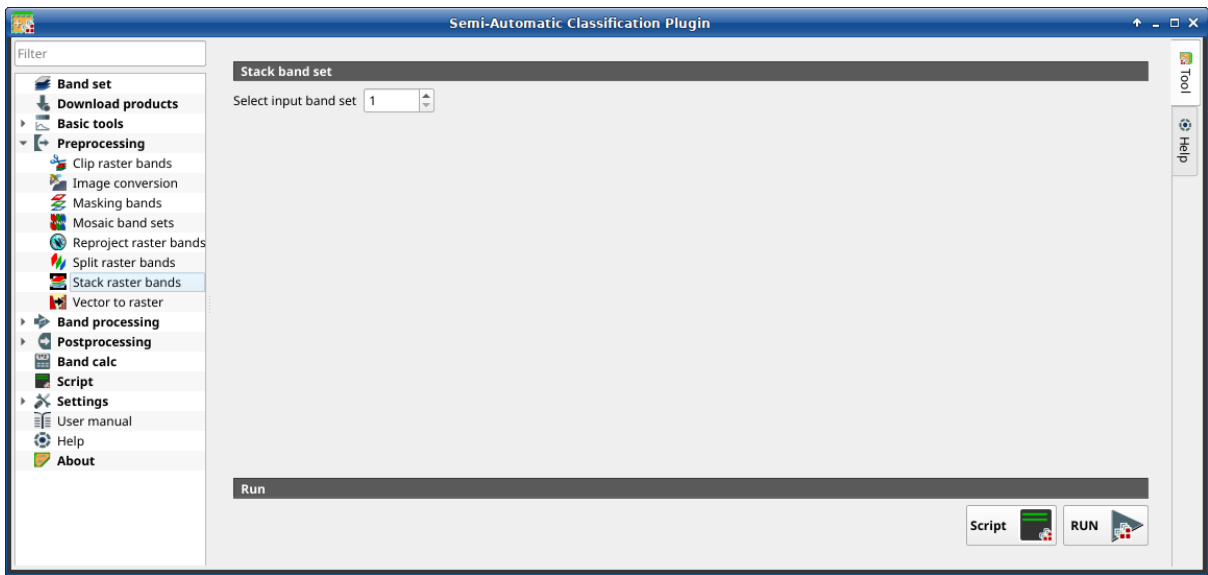 Semi-Automatic Classification Plugin
Filter
Band set
Download products
Basic tools
Preprocessing
Clip raster bands
Image conversion
Masking bands
Mosaic band sets
Reproject raster bands
Split raster bands
Stack raster bands
Vector to raster
Band processing
Postprocessing
Band calc
Script
Settings
User manual
Help
About
Stack band set
Select input band set 1
Run
Script RUN
Tool
Help